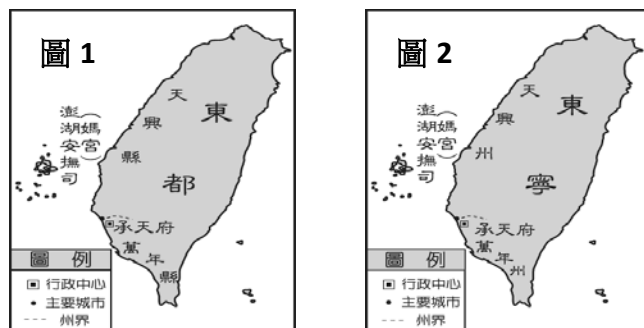 圖 1
東都
天興縣
澎湖安撫司
（媽宮）
承天府
萬年縣
圖 例
行政中心
主要城市
州界
圖 2
東寧
天興州
澎湖安撫司
（媽宮）
承天府
萬年州
圖 例
行政中心
主要城市
州界